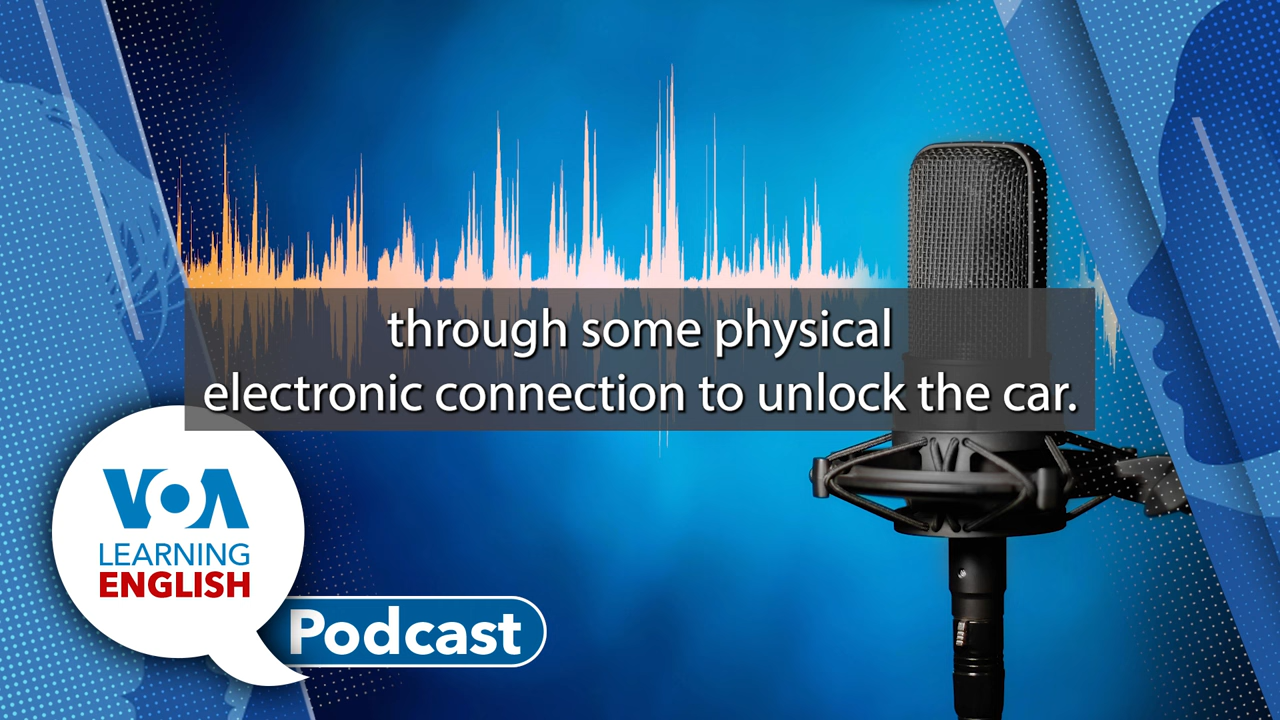 through some physical
electronic connection to unlock the car.
VOA
LEARNING
ENGLISH
Podcast